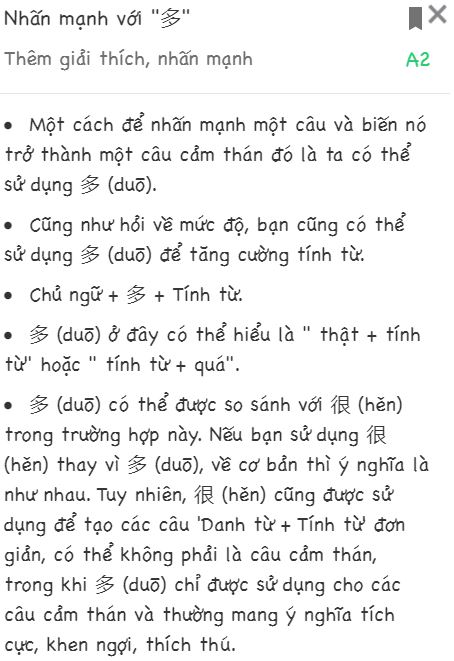 Nhấn mạnh với "多"
Thêm giải thích, nhấn mạnh A2
• Một cách để nhấn mạnh một câu và biến nó
trở thành một câu cảm thán đó là ta có thể
sử dụng 多 (duō).
• Cũng như hỏi về mức độ, bạn cũng có thể
sử dụng 多 (duō) để tăng cường tính từ.
• Chủ ngữ + 多 + Tính từ.
• 多 (duō) ở đây có thể hiểu là " thật + tính
từ" hoặc " tính từ + quá".
• 多 (duō) có thể được so sánh với 很 (hěn)
trong trường hợp này. Nếu bạn sử dụng 很
(hěn) thay vì 多 (duō), về cơ bản thì ý nghĩa là
như nhau. Tuy nhiên, 很 (hěn) cũng được sử
dụng để tạo các câu 'Danh từ + Tính từ' đơn
giản, có thể không phải là câu cảm thán,
trong khi 多 (duō) chỉ được sử dụng cho các
câu cảm thán và thường mang ý nghĩa tích
cực, khen ngợi, thích thú.